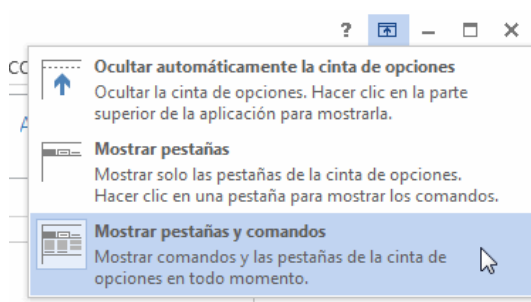 ?
CC
Ocultar automáticamente la cinta de opciones
Ocultar la cinta de opciones. Hacer clic en la parte
superior de la aplicación para mostrarla.
A
Mostrar pestañas
Mostrar solo las pestañas de la cinta de opciones.
Hacer clic en una pestaña para mostrar los comandos.
Mostrar pestañas y comandos
Mostrar comandos y las pestañas de la cinta de
opciones en todo momento.